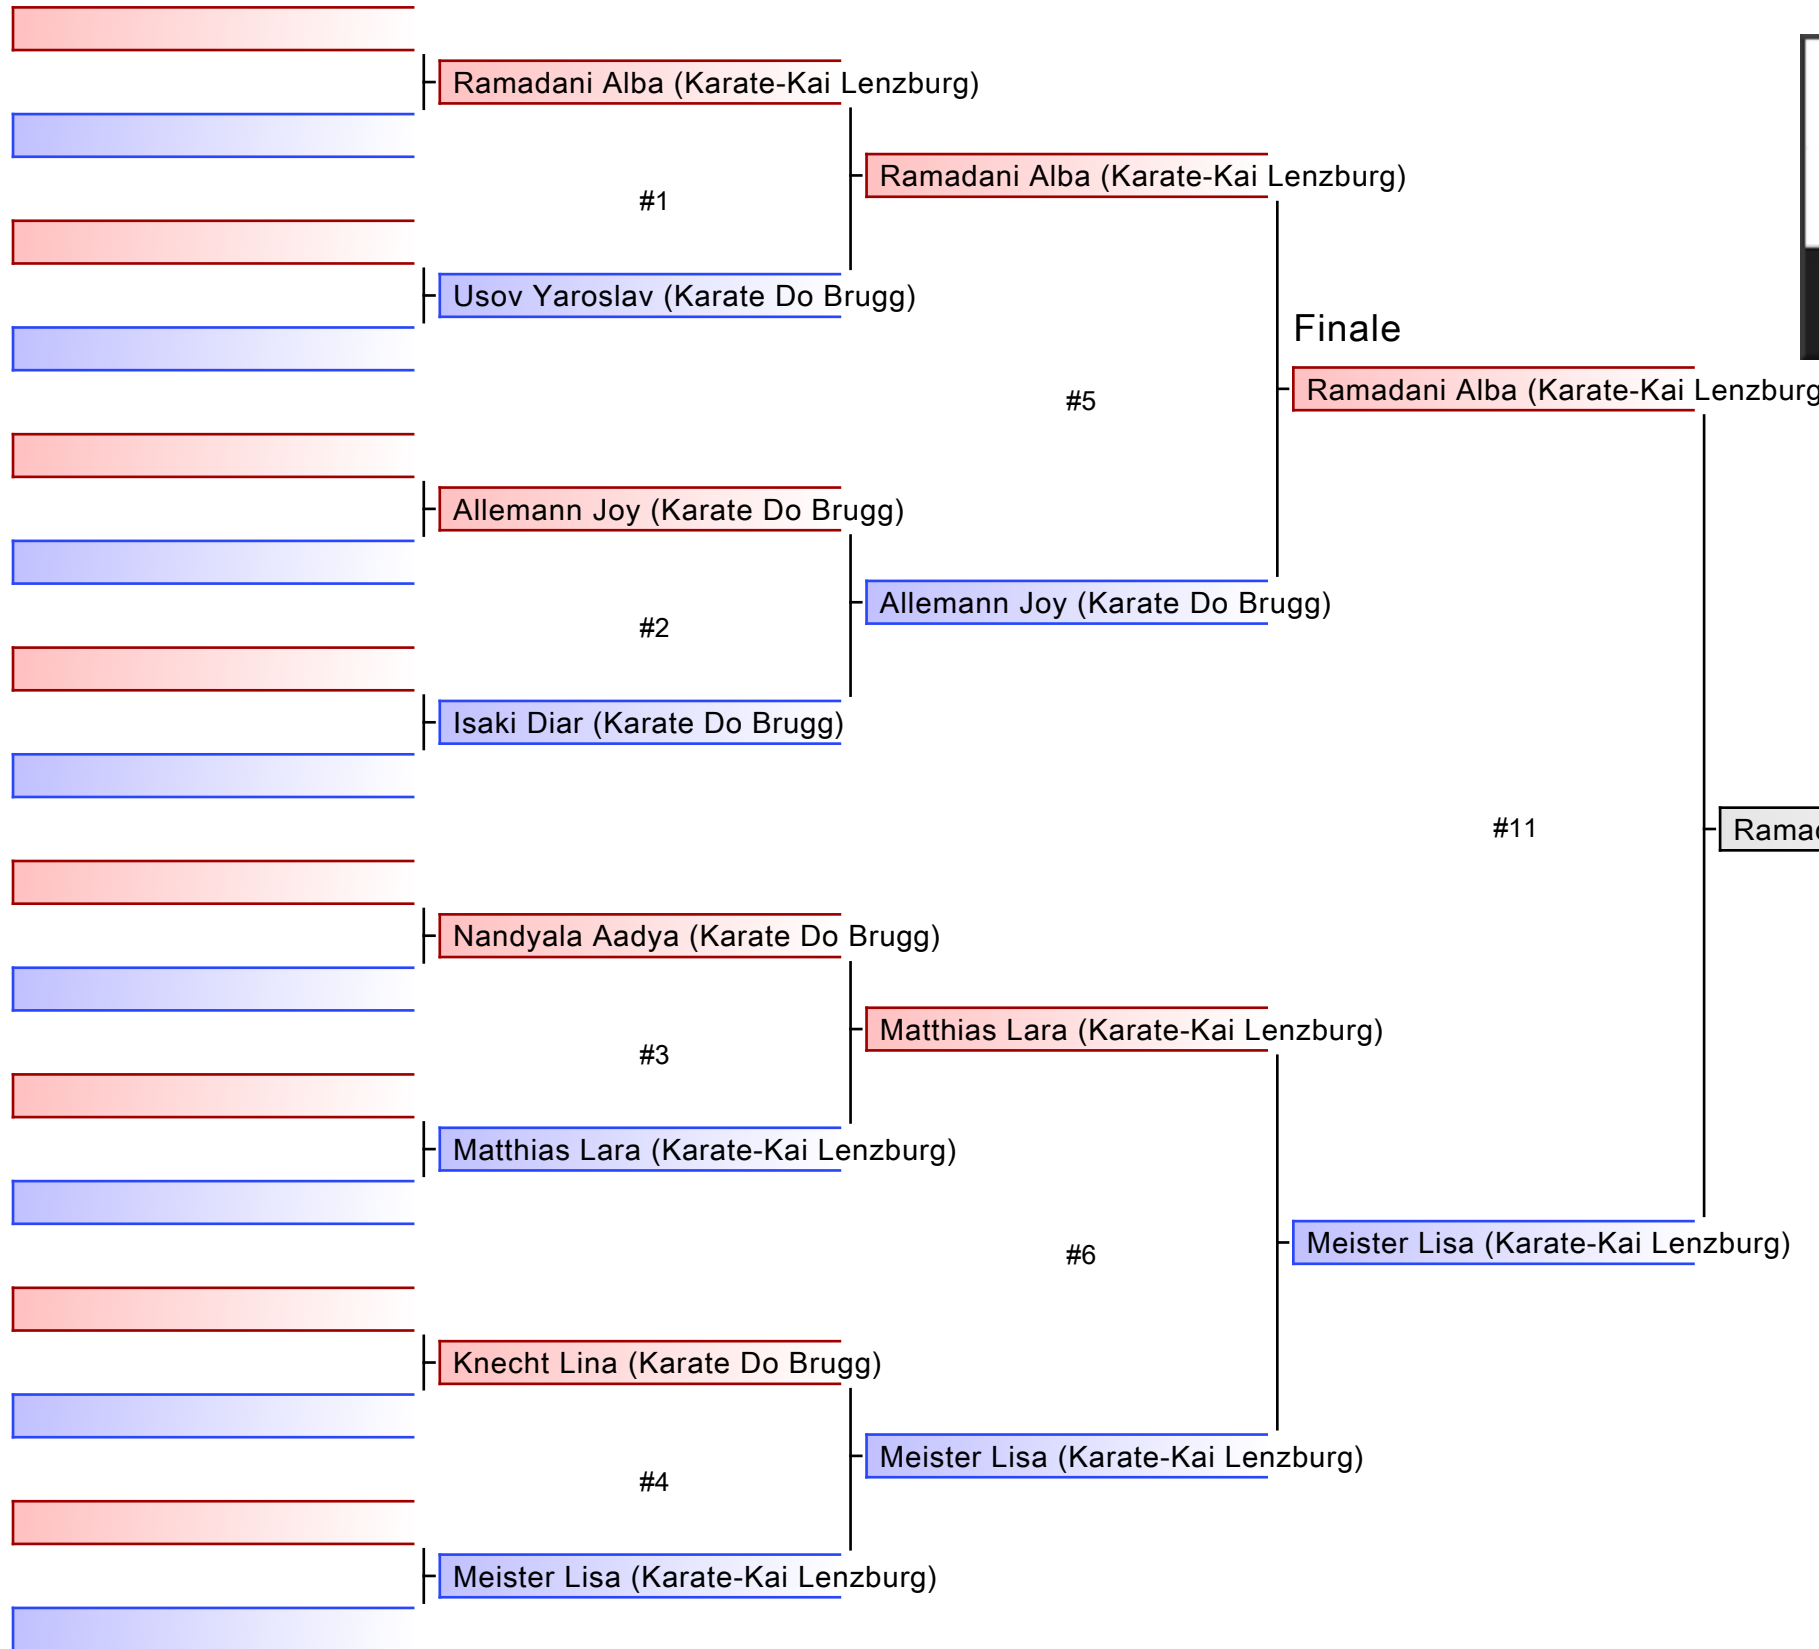 Ramadani Alba (Karate-Kai Lenzburg)
Ramadani Alba (Karate-Kai Lenzburg)
#1
Usov Yaroslav (Karate Do Brugg)
Finale
Ramadani Alba (Karate-Kai Lenzburg
#5
Allemann Joy (Karate Do Brugg)
Allemann Joy (Karate Do Brugg)
#2
Isaki Diar (Karate Do Brugg)
#11
Nandyala Aadya (Karate Do Brugg)
Matthias Lara (Karate-Kai Lenzburg)
#3
Matthias Lara (Karate-Kai Lenzburg)
Meister Lisa (Karate-Kai Lenzburg)
#6
Knecht Lina (Karate Do Brugg)
Meister Lisa (Karate-Kai Lenzburg)
#4
Meister Lisa (Karate-Kai Lenzburg)